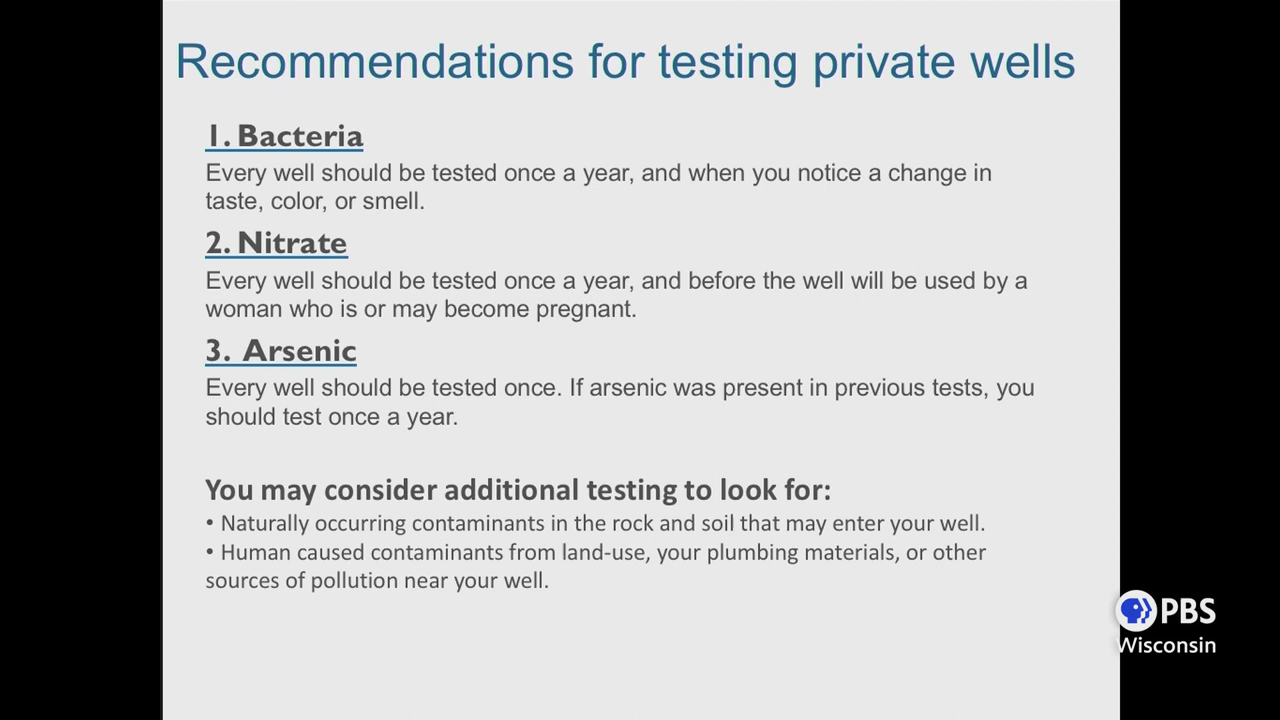 Recommendations for testing private wells
1. Bacteria
Every well should be tested once a year, and when you notice a change in
taste, color, or smell.
2. Nitrate
Every well should be tested once a year, and before the well will be used by a
woman who is or may become pregnant.
3. Arsenic
Every well should be tested once. If arsenic was present in previous tests, you
should test once a year.
You may consider additional testing to look for:
• Naturally occurring contaminants in the rock and soil that may enter your well.
• Human caused contaminants from land-use, your plumbing materials, or other
sources of pollution near your well.
PBS
Wisconsin